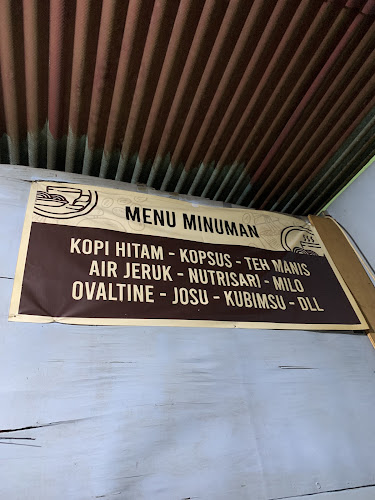 MENU MINUMAN
KOPI HITAM - KOPSUS - TEH MANIS
AIR JERUK - NUTRISARI - MILO
OVALTINE - JOSU - KUBIMSU - DLL